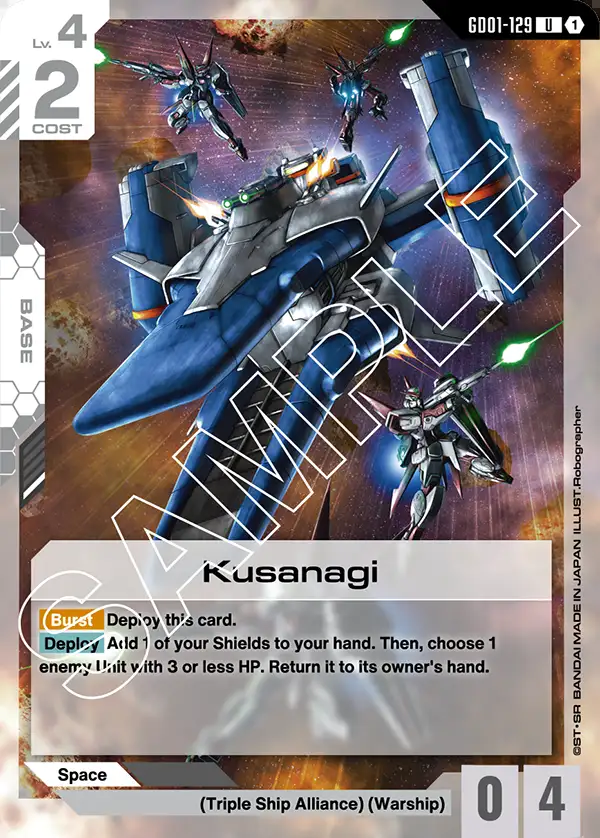 GD01-129 U 1
Lv. 4
2
COST
BASE
SAMPLE
Kusanagi
Burst Deploy this card.
Deploy Add 1 of your Shields to your hand. Then, choose 1
enemy Unit with 3 or less HP. Return it to its owner's hand.
Space
(Triple Ship Alliance) (Warship)
0 4
©ST・SR BANDAI MADE IN JAPAN ILLUST.Robographer